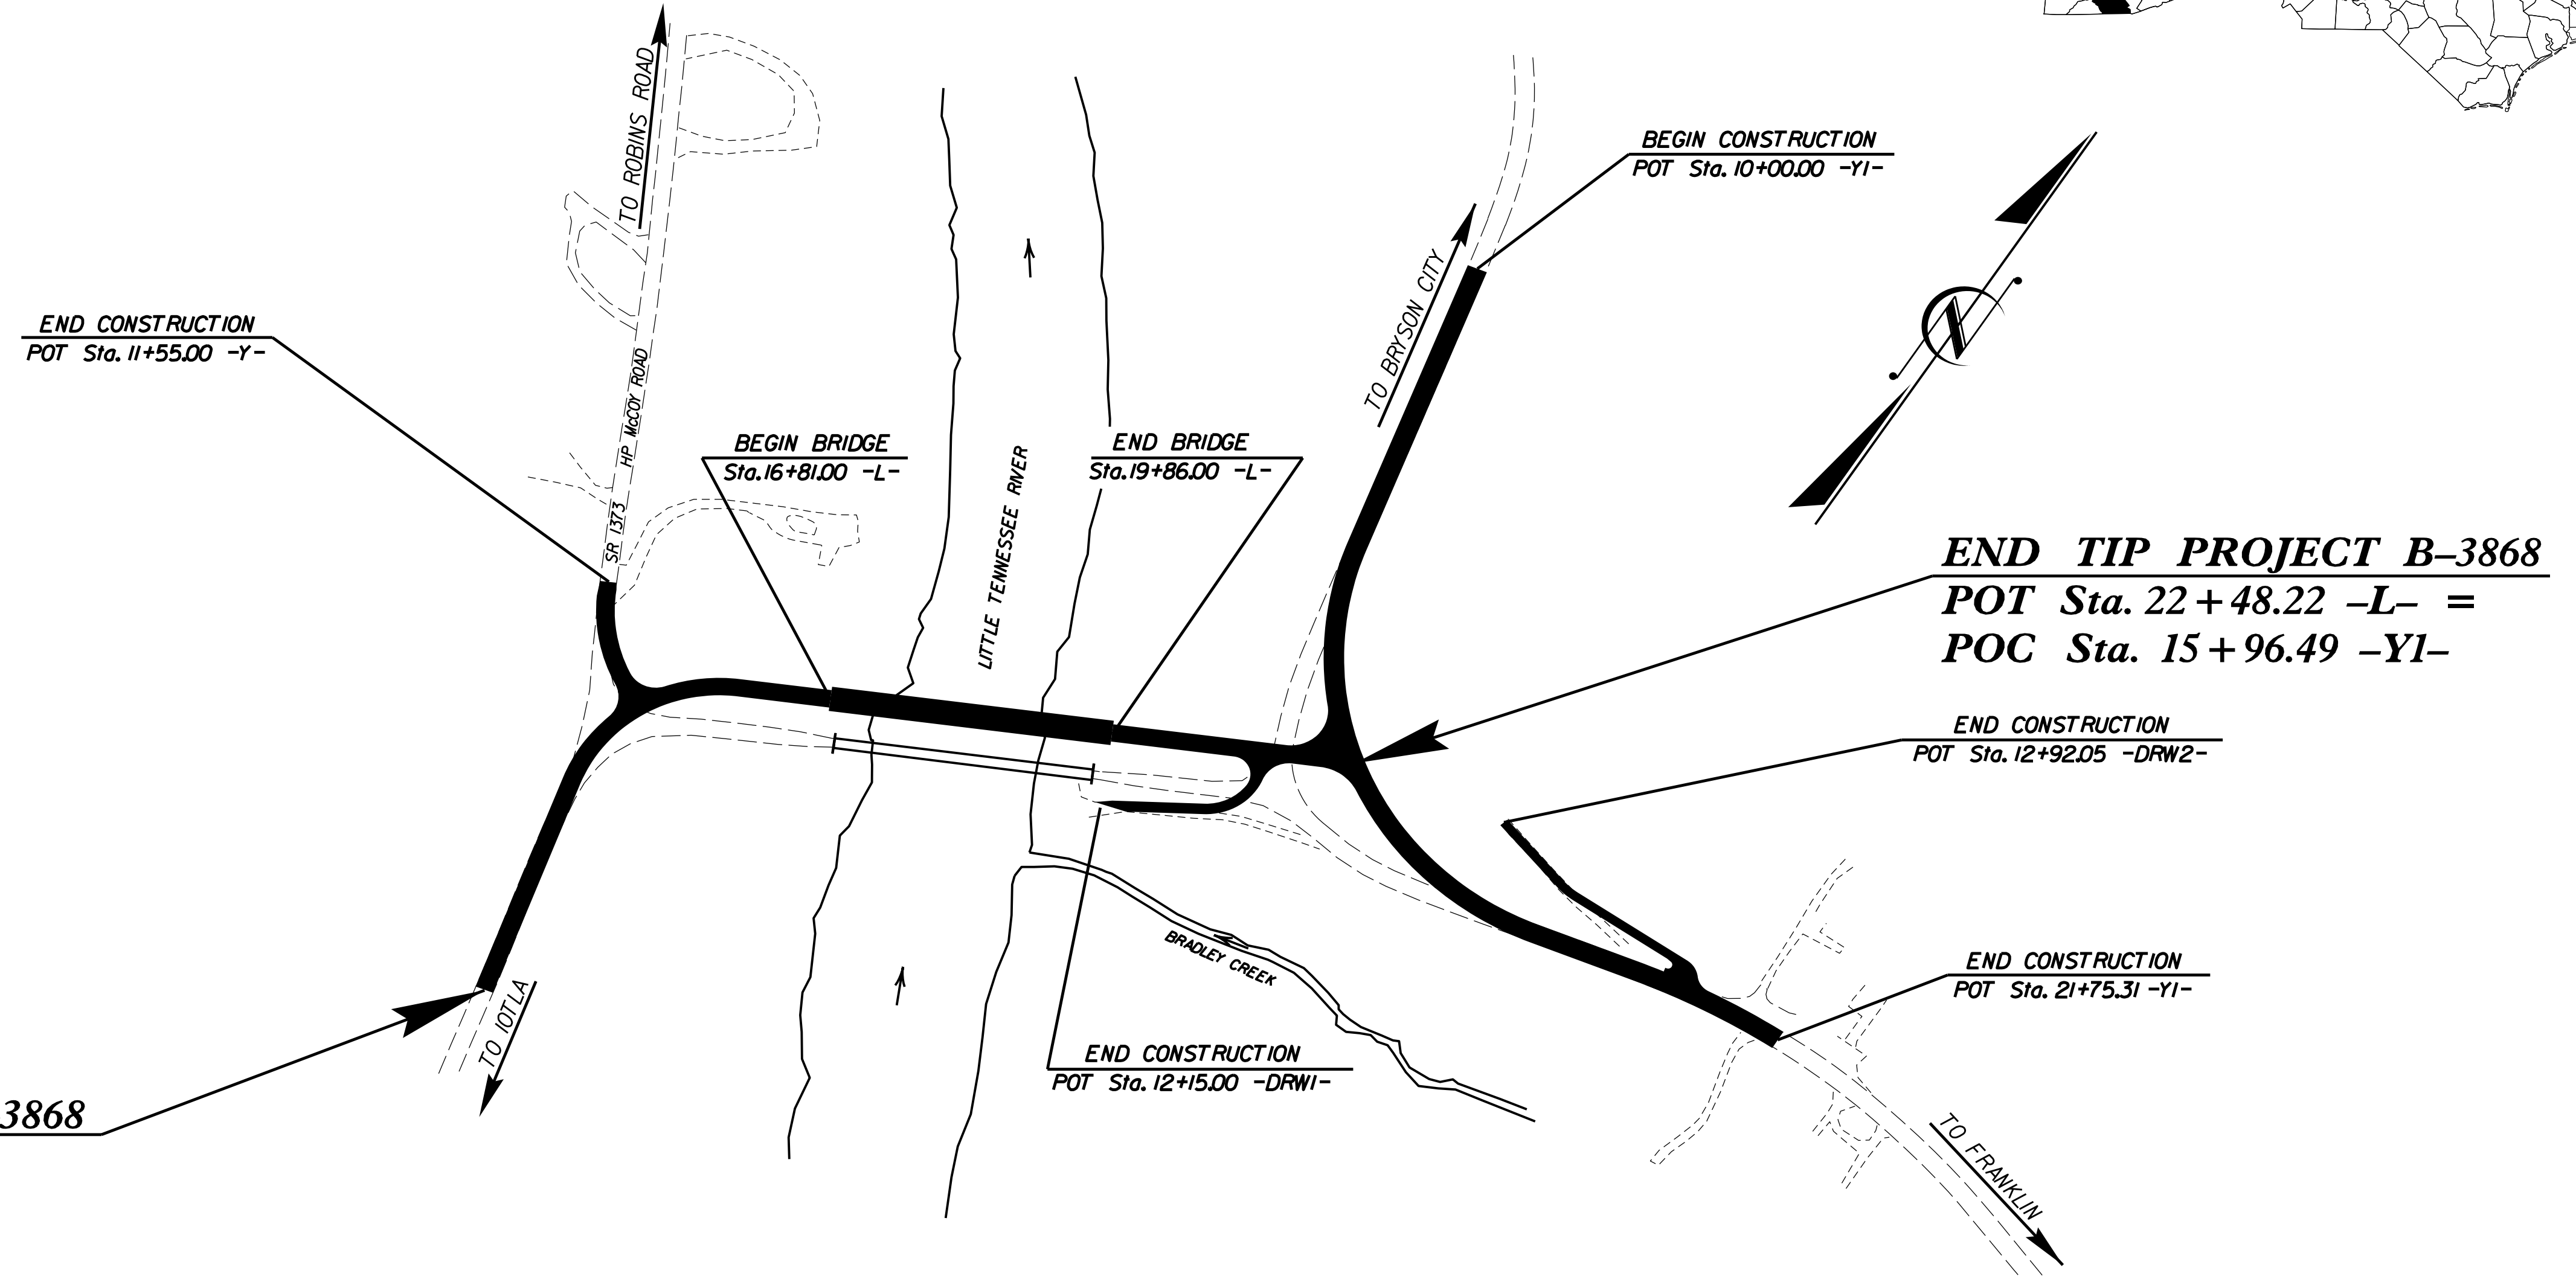 TO ROBINS ROAD
BEGIN CONSTRUCTION
POT Sta. 10+00.00 -Y1-
TO BRYSON CITY
N
END CONSTRUCTION
POT Sta. 11+55.00 -Y-
SR 1373 HP McCOY ROAD
BEGIN BRIDGE
Sta.16+81.00 -L-
END BRIDGE
Sta.19+86.00 -L-
LITTLE TENNESSEE RIVER
END TIP PROJECT B-3868
POT Sta. 22+48.22 -L- =
POC Sta. 15+96.49 -Y1-
END CONSTRUCTION
POT Sta. 12+92.05 -DRW2-
BRADLEY CREEK
END CONSTRUCTION
POT Sta. 21+75.31 -Y1-
TO IOTLA
END CONSTRUCTION
POT Sta. 12+15.00 -DRW1-
3868
TO FRANKLIN